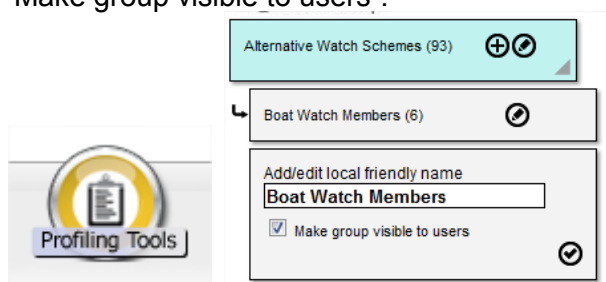 "Make group visible to users".
Alternative Watch Schemes (93)
Boat Watch Members (6)
Add/edit local friendly name
Boat Watch Members
Make group visible to users
Profiling Tools